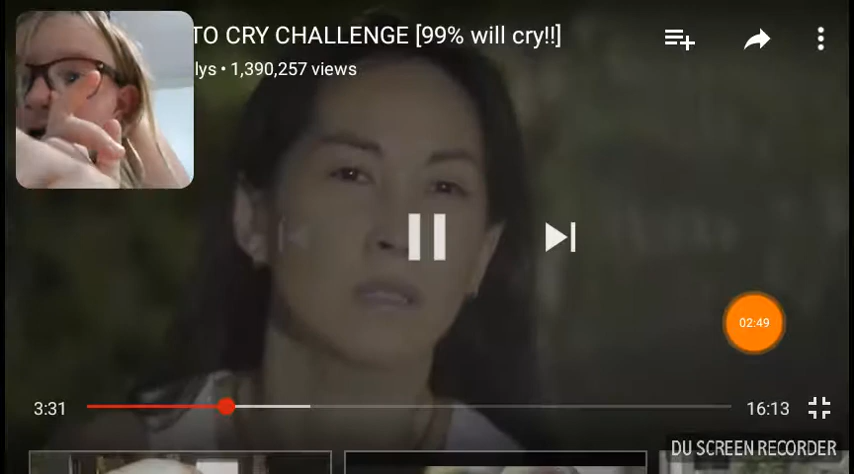 TO CRY CHALLENGE [99% will cry!!]
lys • 1,390,257 views
02:49
3:31
16:13
DU SCREEN RECORDER